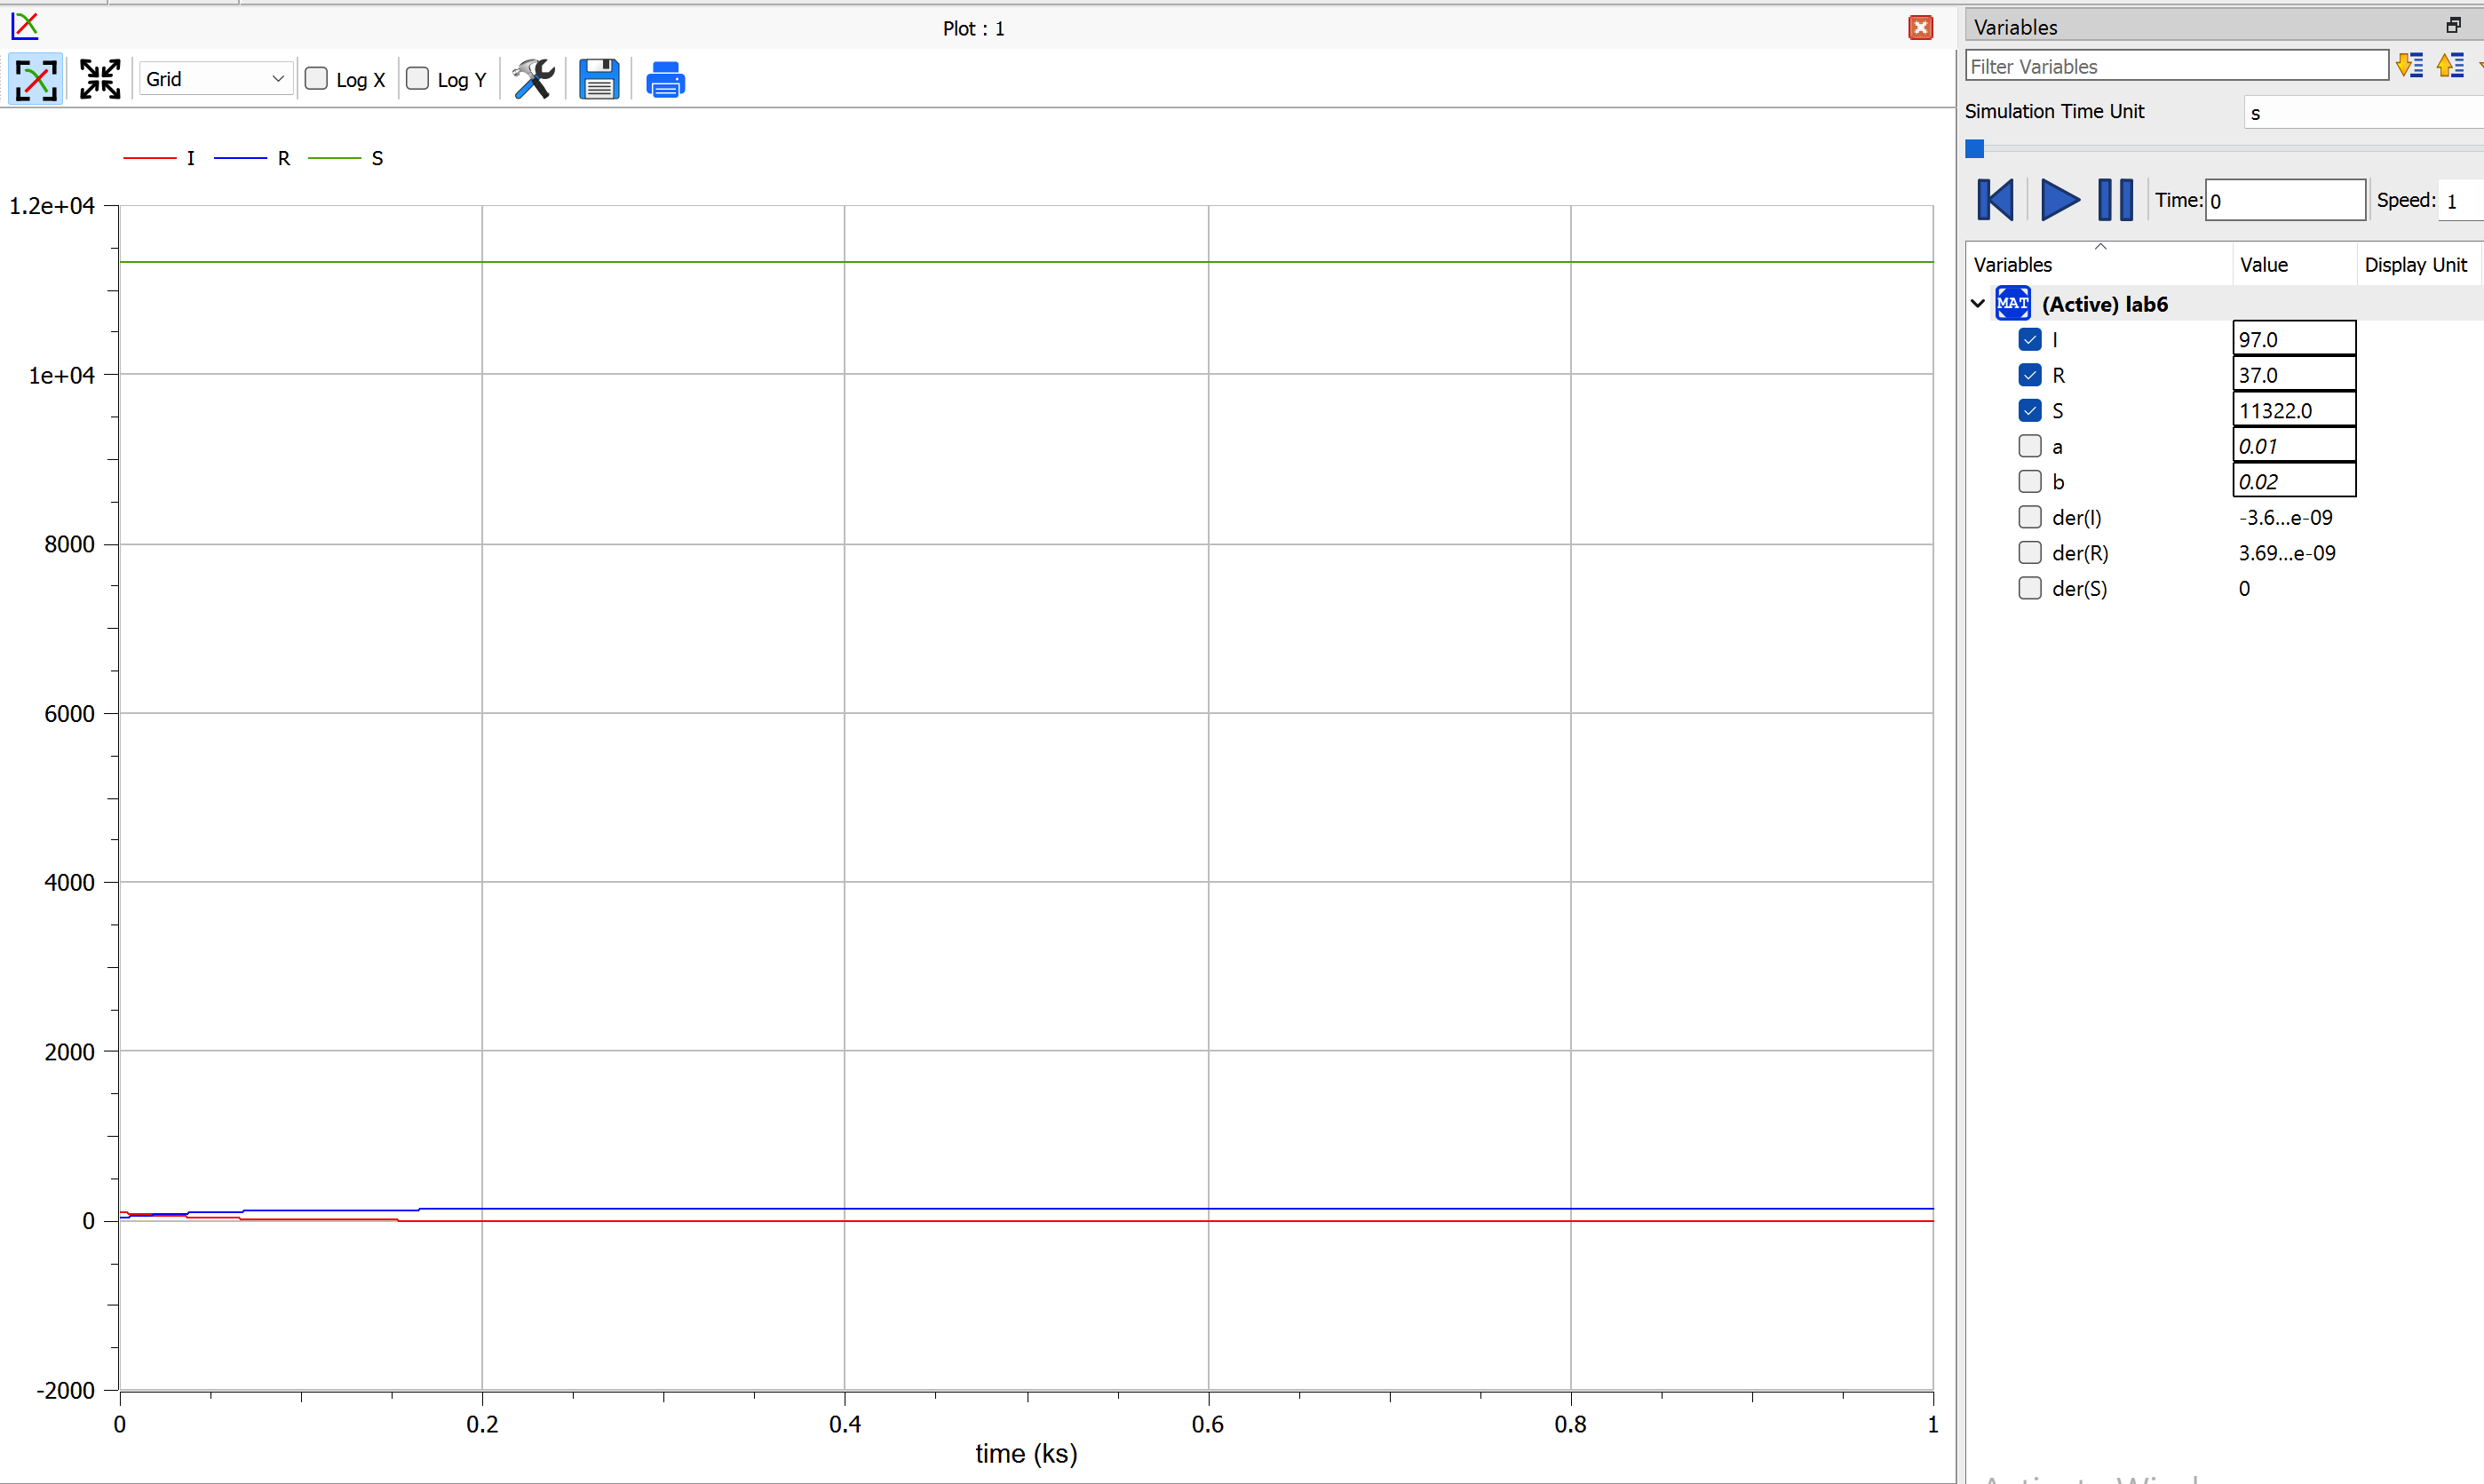 Plot : 1
Grid Log X Log Y
I R S
1.2e+04
1e+04
8000
6000
4000
2000
0
-2000
0 0.2 0.4 0.6 0.8 1
time (ks)
Variables
Filter Variables
Simulation Time Unit s
Time: 0 Speed: 1
Variables Value Display Unit
MAT (Active) lab6
I 97.0
R 37.0
S 11322.0
a 0.01
b 0.02
der(I) -3.6...e-09
der(R) 3.69...e-09
der(S) 0